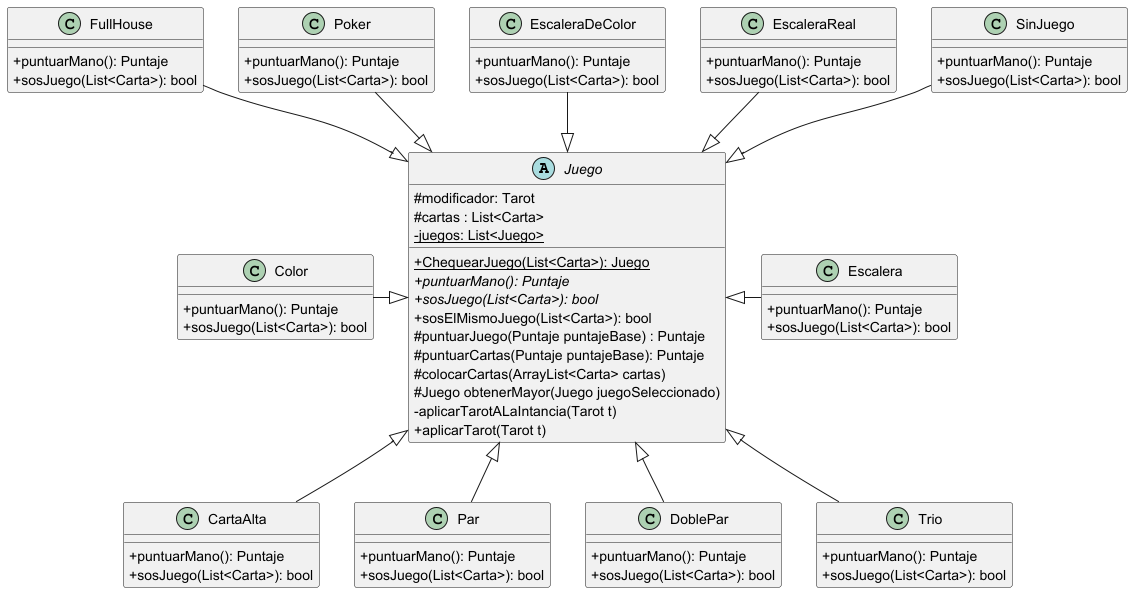 C FullHouse
+puntuarMano(): Puntaje
+sosJuego(List<Carta>): bool
C Poker
+puntuarMano(): Puntaje
+sosJuego(List<Carta>): bool
C EscaleraDeColor
+puntuarMano(): Puntaje
+sosJuego(List<Carta>): bool
C EscaleraReal
+puntuarMano(): Puntaje
+sosJuego(List<Carta>): bool
C SinJuego
+puntuarMano(): Puntaje
+sosJuego(List<Carta>): bool
A Juego
#modificador: Tarot
#cartas : List<Carta>
-juegos: List<Juego>
+ChequearJuego(List<Carta>): Juego
+puntuarMano(): Puntaje
+sosJuego(List<Carta>): bool
+sosElMismoJuego(List<Carta>): bool
#puntuarJuego(Puntaje puntajeBase) : Puntaje
#puntuarCartas(Puntaje puntajeBase): Puntaje
#colocarCartas(ArrayList<Carta> cartas)
#Juego obtenerMayor(Juego juegoSeleccionado)
-aplicarTarotALaIntancia(Tarot t)
+aplicarTarot(Tarot t)
C Color
+puntuarMano(): Puntaje
+sosJuego(List<Carta>): bool
C Escalera
+puntuarMano(): Puntaje
+sosJuego(List<Carta>): bool
C CartaAlta
+puntuarMano(): Puntaje
+sosJuego(List<Carta>): bool
C Par
+puntuarMano(): Puntaje
+sosJuego(List<Carta>): bool
C DoblePar
+puntuarMano(): Puntaje
+sosJuego(List<Carta>): bool
C Trio
+puntuarMano(): Puntaje
+sosJuego(List<Carta>): bool